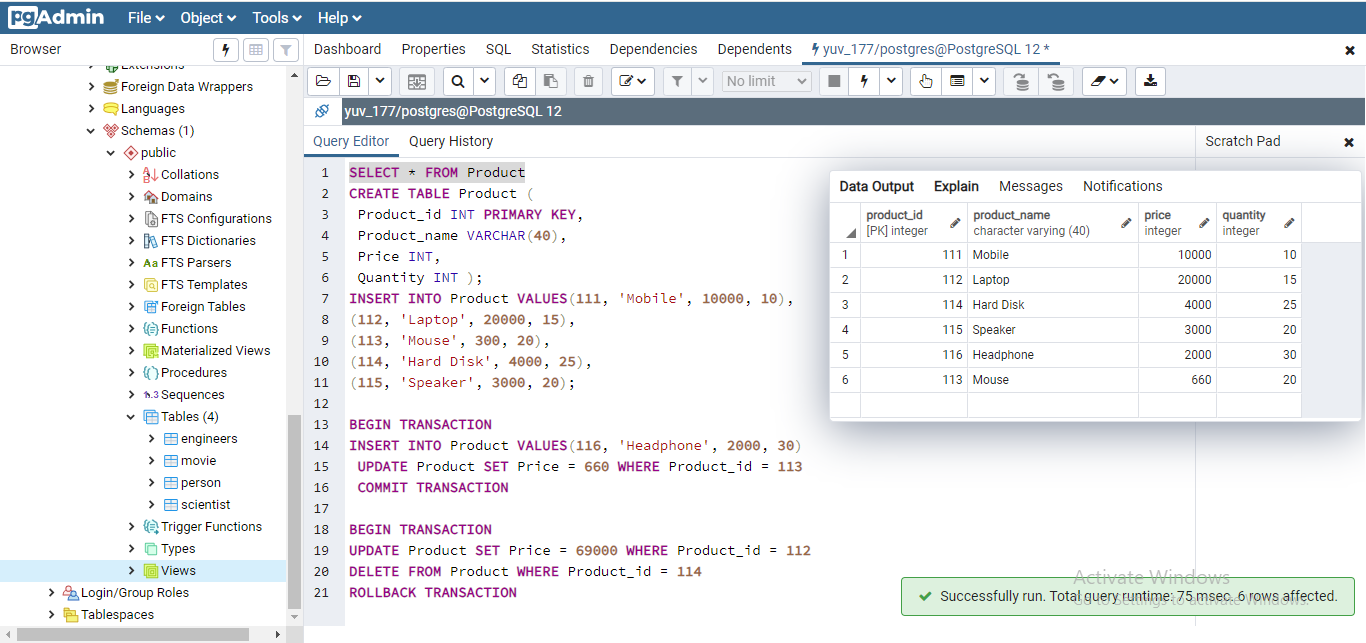 pgAdmin File Object Tools Help
Browser
Dashboard Properties SQL Statistics Dependencies Dependents yuv_177/postgres@PostgreSQL 12 *
No limit
yuv_177/postgres@PostgreSQL 12
Query Editor Query History
Scratch Pad
Extensions
Foreign Data Wrappers
Languages
Schemas (1)
public
Collations
Domains
FTS Configurations
FTS Dictionaries
Aa FTS Parsers
FTS Templates
Foreign Tables
Functions
Materialized Views
Procedures
1..3 Sequences
Tables (4)
engineers
movie
person
scientist
Trigger Functions
Types
Views
Login/Group Roles
Tablespaces
1 SELECT * FROM Product
2 CREATE TABLE Product (
3 Product_id INT PRIMARY KEY,
4 Product_name VARCHAR(40),
5 Price INT,
6 Quantity INT );
7 INSERT INTO Product VALUES(111, 'Mobile', 10000, 10),
8 (112, 'Laptop', 20000, 15),
9 (113, 'Mouse', 300, 20),
10 (114, 'Hard Disk', 4000, 25),
11 (115, 'Speaker', 3000, 20);
12
13 BEGIN TRANSACTION
14 INSERT INTO Product VALUES(116, 'Headphone', 2000, 30)
15 UPDATE Product SET Price = 660 WHERE Product_id = 113
16 COMMIT TRANSACTION
17
18 BEGIN TRANSACTION
19 UPDATE Product SET Price = 69000 WHERE Product_id = 112
20 DELETE FROM Product WHERE Product_id = 114
21 ROLLBACK TRANSACTION
Data Output Explain Messages Notifications
product_id product_name price quantity
[PK] integer character varying (40) integer integer
1 111 Mobile 10000 10
2 112 Laptop 20000 15
3 114 Hard Disk 4000 25
4 115 Speaker 3000 20
5 116 Headphone 2000 30
6 113 Mouse 660 20
Activate Windows
Go to Settings to activate Windows.
Successfully run. Total query runtime: 75 msec. 6 rows affected.